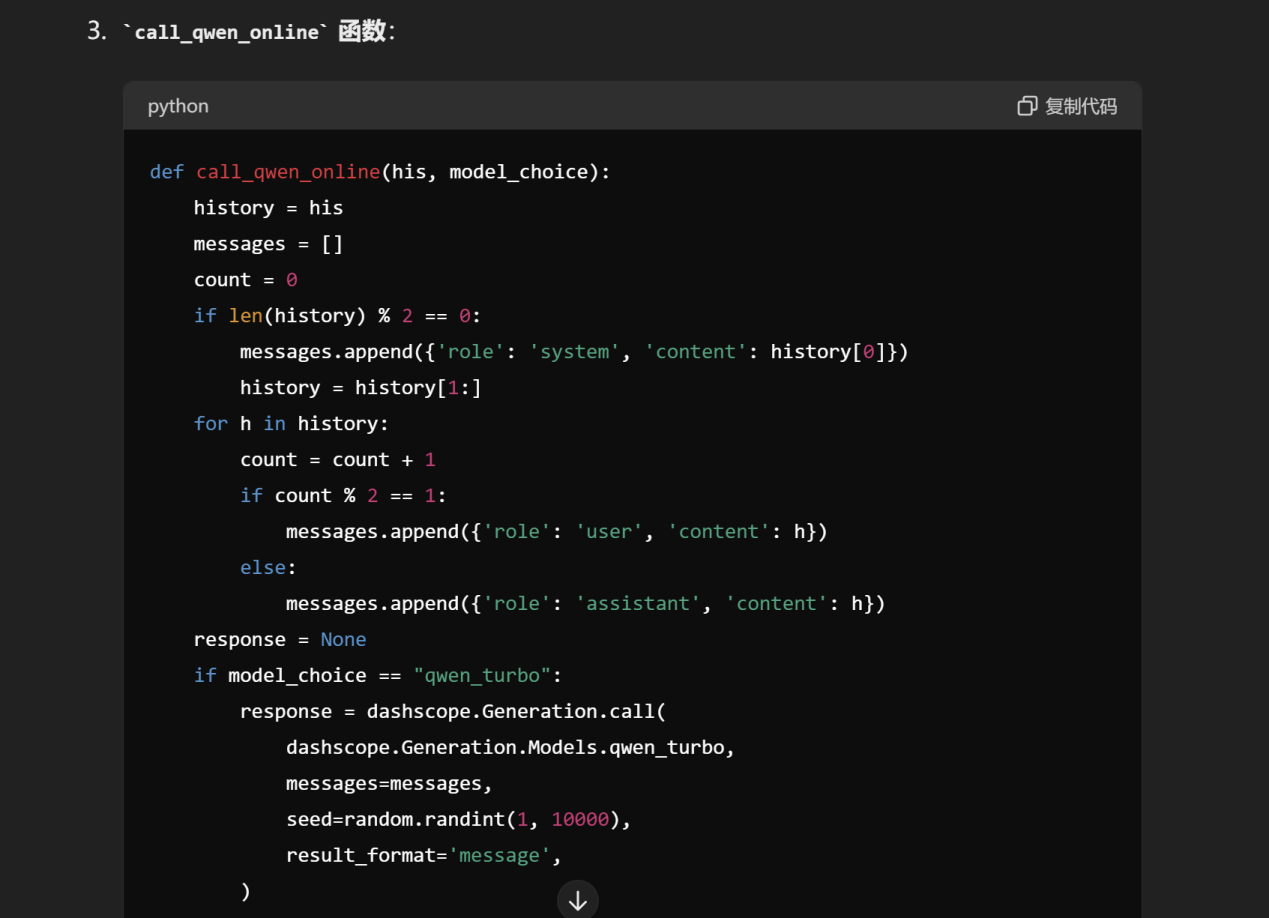 3. `call_qwen_online` 函数:
python 复制代码
def call_qwen_online(his, model_choice):
    history = his
    messages = []
    count = 0
    if len(history) % 2 == 0:
        messages.append({'role': 'system', 'content': history[0]})
        history = history[1:]
    for h in history:
        count = count + 1
        if count % 2 == 1:
            messages.append({'role': 'user', 'content': h})
        else:
            messages.append({'role': 'assistant', 'content': h})
    response = None
    if model_choice == "qwen_turbo":
        response = dashscope.Generation.call(
            dashscope.Generation.Models.qwen_turbo,
            messages=messages,
            seed=random.randint(1, 10000),
            result_format='message',
        )